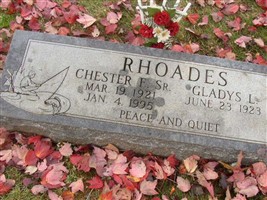 RHOADES
CHESTER F. SR. GLADYS L.
MAR. 19 1921 JUNE 23 1923
JAN. 4 1995
PEACE AND QUIET